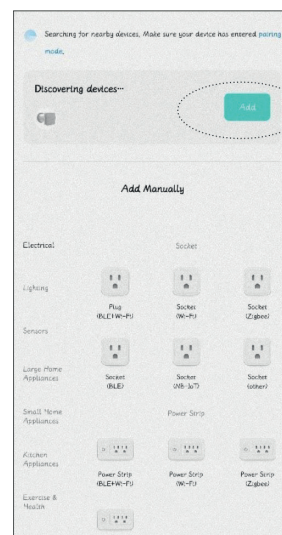 Searching for nearby devices. Make sure your device has entered pairing
mode.
Discovering devices...
Add
Add Manually
Electrical
Socket
Lighting
Plug
(BLE+Wi-Fi)
Socket
(Wi-Fi)
Socket
(Zigbee)
Sensors
Large Home
Appliances
Socket
(BLE)
Socket
(NB-IoT)
Socket
(other)
Small Home
Appliances
Power Strip
Kitchen
Appliances
Power Strip
(BLE+Wi-Fi)
Power Strip
(Wi-Fi)
Power Strip
(Zigbee)
Exercise &
Health